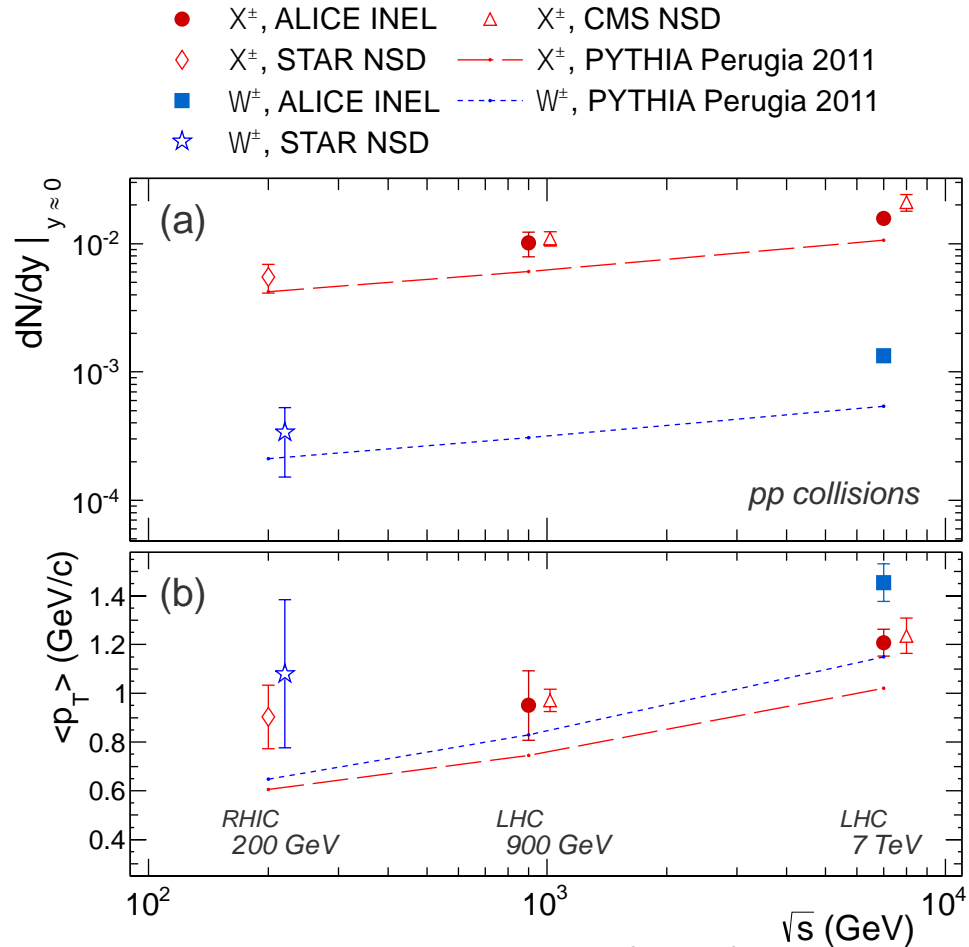 X±, ALICE INEL
X±, CMS NSD
X±, STAR NSD
X±, PYTHIA Perugia 2011
W±, ALICE INEL
W±, PYTHIA Perugia 2011
W±, STAR NSD
(a)
dN/dy |y ≈ 0
10⁻²
10⁻³
10⁻⁴
pp collisions
(b)
<pT> (GeV/c)
1.4
1.2
1
0.8
0.6
0.4
RHIC
200 GeV
LHC
900 GeV
LHC
7 TeV
10²
10³
10⁴
√s (GeV)